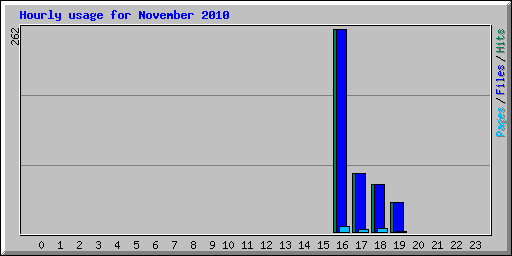 Hourly usage for November 2010
262
Pages/Files/Hits
0 1 2 3 4 5 6 7 8 9 10 11 12 13 14 15 16 17 18 19 20 21 22 23